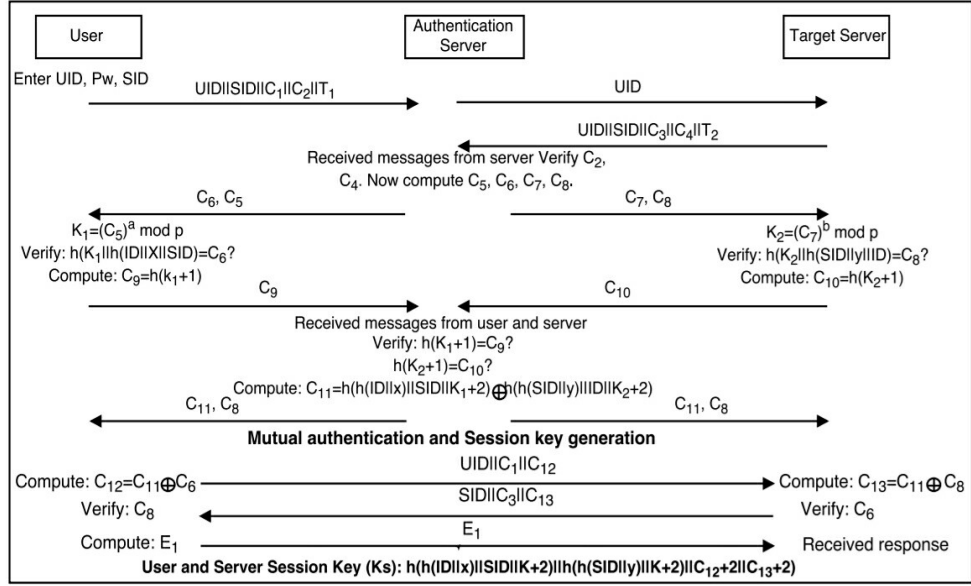 User
Authentication
Server
Target Server
Enter UID, Pw, SID
UID||SID||C₁||C₂||T₁
UID
UID||SID||C₃||C₄||T₂
Received messages from server Verify C₂,
C₄. Now compute C₅, C₆, C₇, C₈.
C₆, C₅
C₇, C₈
K₁=(C₅)ᵃ mod p
Verify: h(K₁||h(ID||X||SID)=C₆?
Compute: C₉=h(k₁+1)
K₂=(C₇)ᵇ mod p
Verify: h(K₂||h(SID||y||ID)=C₈?
Compute: C₁₀=h(K₂+1)
C₉
C₁₀
Received messages from user and server
Verify: h(K₁+1)=C₉?
h(K₂+1)=C₁₀?
Compute: C₁₁=h(h(ID||x)||SID||K₁+2)⊕h(h(SID||y)||ID||K₂+2)
C₁₁, C₈
C₁₁, C₈
Mutual authentication and Session key generation
UID||C₁||C₁₂
Compute: C₁₂=C₁₁⊕C₆
Compute: C₁₃=C₁₁⊕C₈
SID||C₃||C₁₃
Verify: C₈
Verify: C₆
E₁
Compute: E₁
Received response
User and Server Session Key (Ks): h(h(ID||x)||SID||K+2)||h(h(SID||y)||K+2)||C₁₂+2||C₁₃+2)